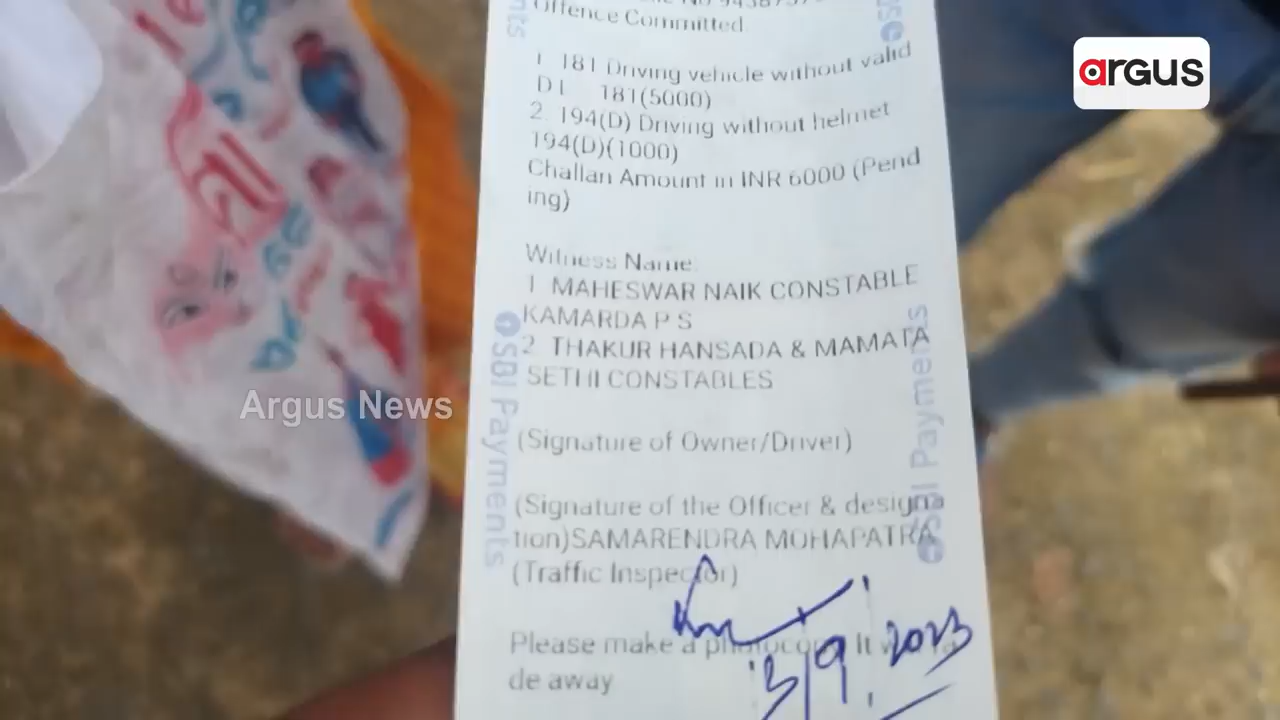 Offence Committed
argus
1 181 Driving vehicle without valid
D L 181(5000)
2. 194(D) Driving without helmet
194(D)(1000)
Challan Amount in INR 6000 (Pend
ing)
Witness Name:
1 MAHESWAR NAIK CONSTABLE
KAMARDA P S
2 THAKUR HANSADA & MAMATA
SETHI CONSTABLES
Argus News
(Signature of Owner/Driver)
(Signature of the Officer & designa
tion)SAMARENDRA MOHAPATRA
(Traffic Inspector)
Please make a photocopy It
de away
3/9 2023
SBI Payments
SBI Payments